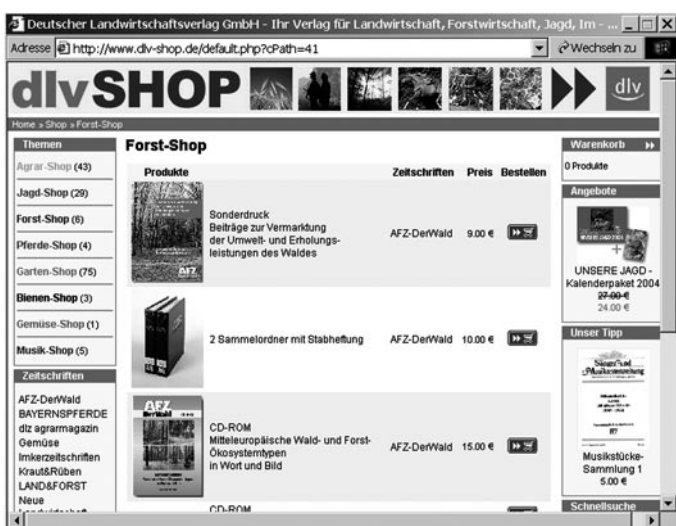 Deutscher Landwirtschaftsverlag GmbH - Ihr Verlag für Landwirtschaft, Forstwirtschaft, Jagd, Im - ...
Adresse http://www.dlv-shop.de/default.php?cPath=41 Wechseln zu
dlvSHOP dlv
Home » Shop » Forst-Shop
Themen
Agrar-Shop (43)
Jagd-Shop (29)
Forst-Shop (6)
Pferde-Shop (4)
Garten-Shop (75)
Bienen-Shop (3)
Gemüse-Shop (1)
Musik-Shop (5)
Zeitschriften
AFZ-DerWald
BAYERNSPFERDE
dlz agrarmagazin
Gemüse
Imkerzeitschriften
Kraut&Rüben
LAND&FORST
Neue
Landwirtschaft
Forst-Shop
Produkte Zeitschriften Preis Bestellen
AFZ
Sonderdruck
Beiträge zur Vermarktung
der Umwelt- und Erholungs-
leistungen des Waldes
AFZ-DerWald 9.00 €
2 Sammelordner mit Stabheftung AFZ-DerWald 10.00 €
AFZ
DerWald
CD-ROM
Mitteleuropäische Wald- und Forst-
Ökosystemtypen
in Wort und Bild
AFZ-DerWald 15.00 €
CD-ROM
Warenkorb
0 Produkte
Angebote
UNSERE JAGD -
Kalenderpaket 2004
27.00 €
24.00 €
Unser Tipp
Musikstücke-
Sammlung 1
5.00 €
Schnellsuche